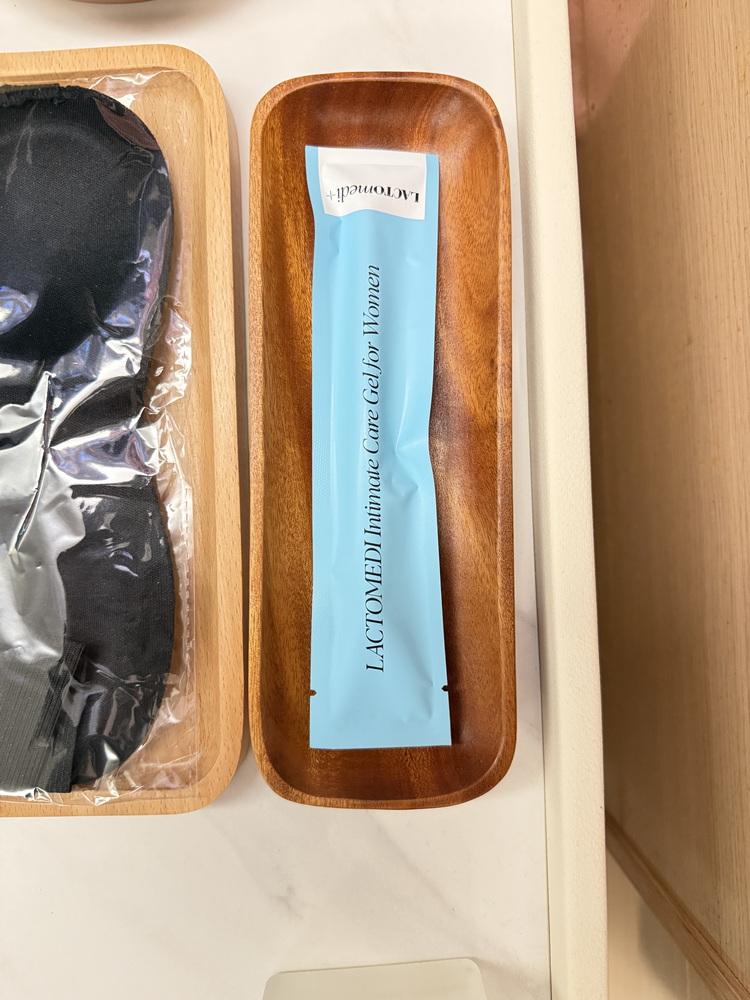 LACTOmedi+
LACTOMEDI Intimate Care Gel for Women